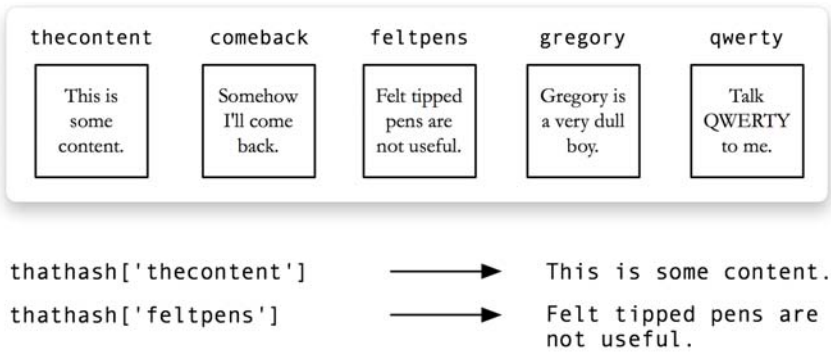 thecontent comeback feltpens gregory qwerty
This is
some
content.
Somehow
I'll come
back.
Felt tipped
pens are
not useful.
Gregory is
a very dull
boy.
Talk
QWERTY
to me.
thathash['thecontent'] This is some content.
thathash['feltpens'] Felt tipped pens are
not useful.